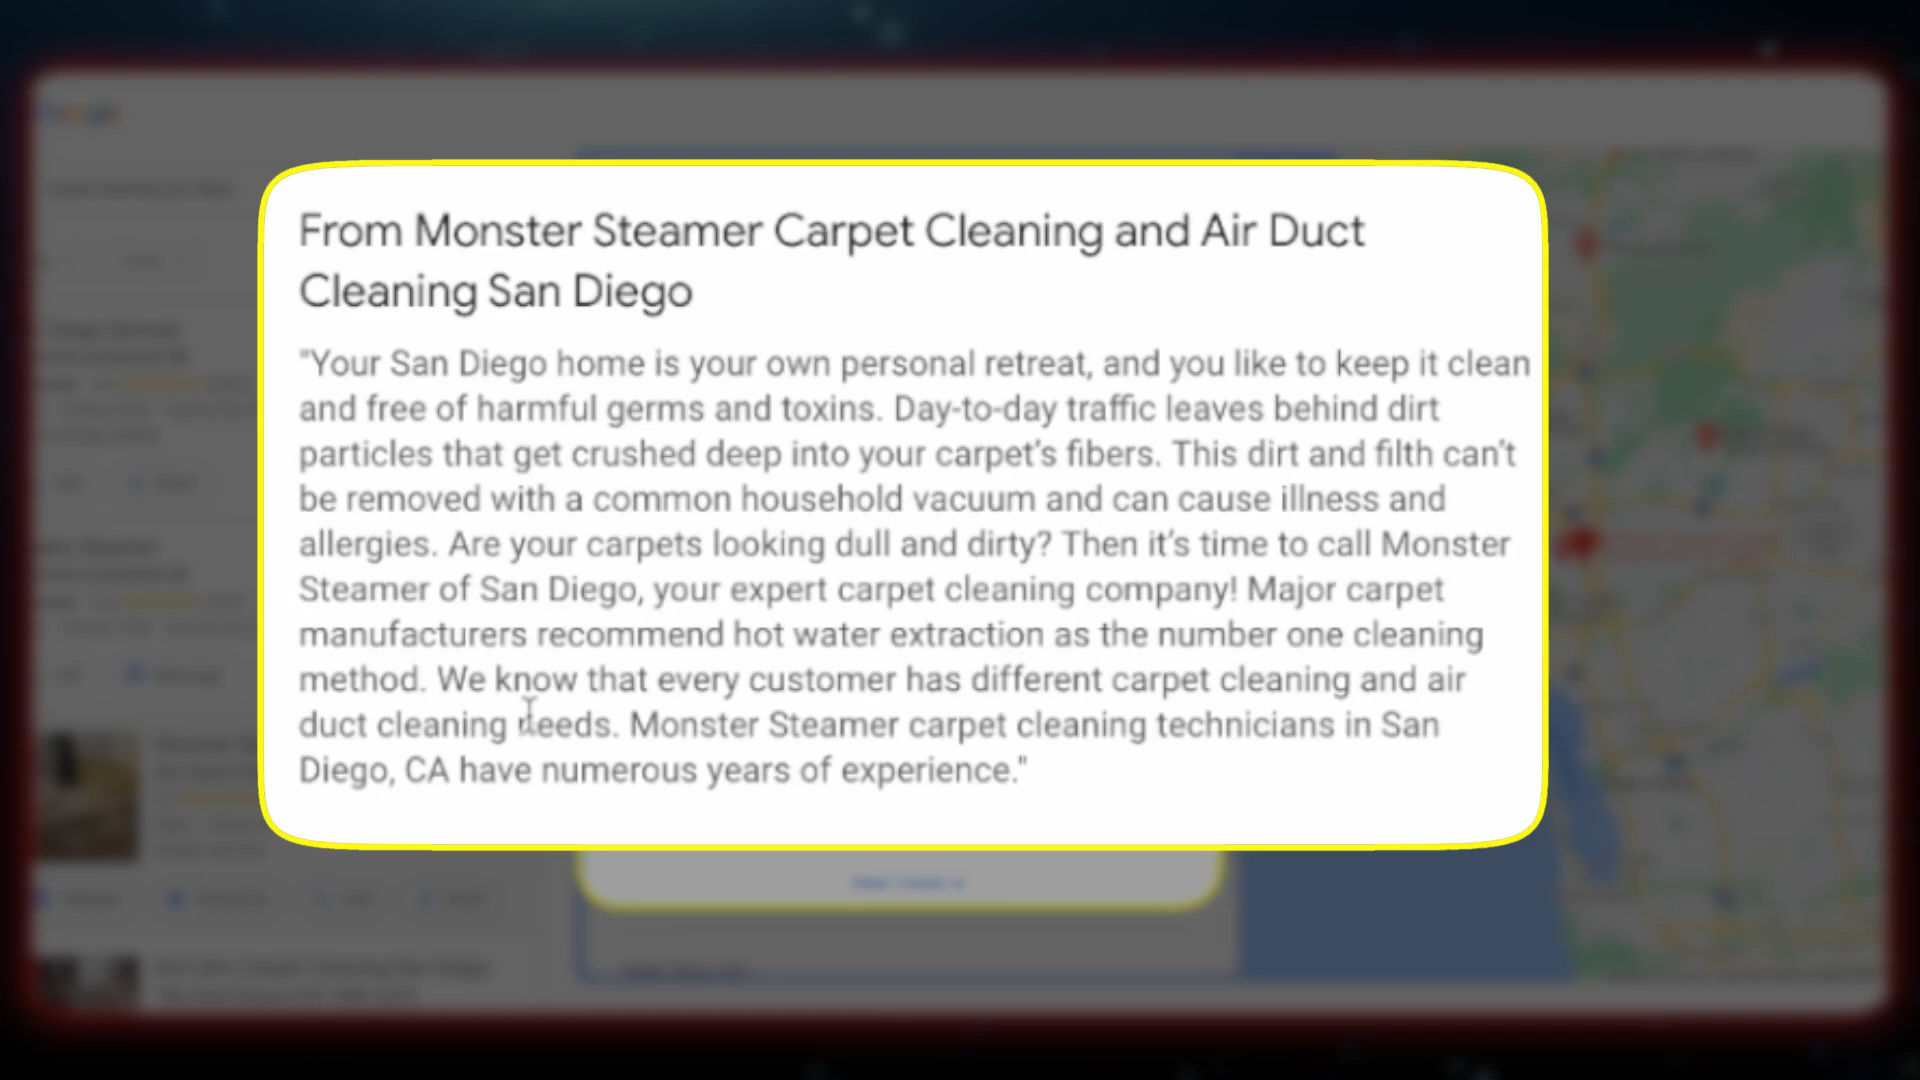 From Monster Steamer Carpet Cleaning and Air Duct
Cleaning San Diego
"Your San Diego home is your own personal retreat, and you like to keep it clean
and free of harmful germs and toxins. Day-to-day traffic leaves behind dirt
particles that get crushed deep into your carpet's fibers. This dirt and filth can't
be removed with a common household vacuum and can cause illness and
allergies. Are your carpets looking dull and dirty? Then it's time to call Monster
Steamer of San Diego, your expert carpet cleaning company! Major carpet
manufacturers recommend hot water extraction as the number one cleaning
method. We know that every customer has different carpet cleaning and air
duct cleaning needs. Monster Steamer carpet cleaning technicians in San
Diego, CA have numerous years of experience."